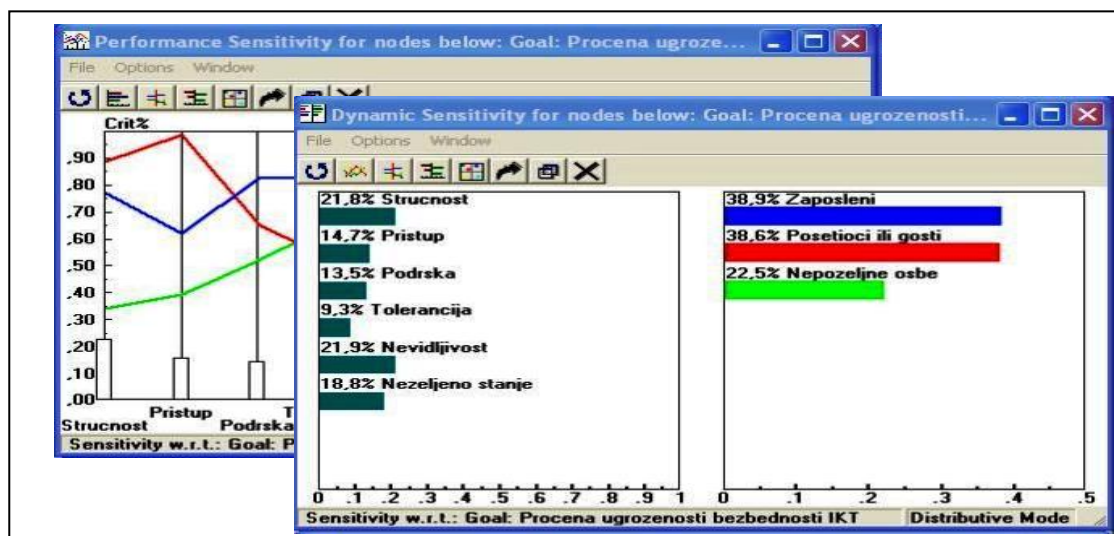 Performance Sensitivity for nodes below: Goal: Procena ugroze...
File Options Window
Crit%
,90
,80
,70
,60
,50
,40
,30
,20
,10
,00
Pristup T
Strucnost Podrska
Sensitivity w.r.t.: Goal: P
Dynamic Sensitivity for nodes below: Goal: Procena ugrozenosti...
File Options Window
21,8% Strucnost
14,7% Pristup
13,5% Podrska
9,3% Tolerancija
21,9% Nevidljivost
18,8% Nezeljeno stanje
0 .1 .2 .3 .4 .5 .6 .7 .8 .9 1
38,9% Zaposleni
38,6% Posetioci ili gosti
22,5% Nepozeljne osbe
0 .1 .2 .3 .4 .5
Sensitivity w.r.t.: Goal: Procena ugrozenosti bezbednosti IKT Distributive Mode